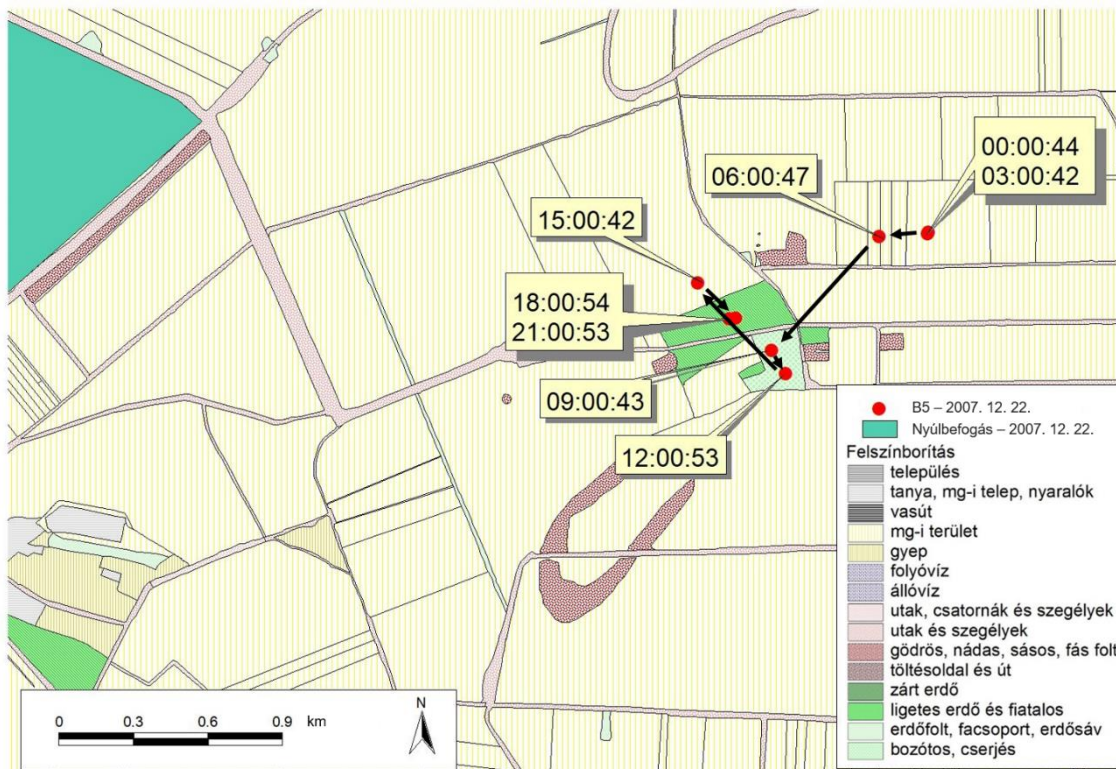 00:00:44
03:00:42
06:00:47
15:00:42
18:00:54
21:00:53
09:00:43
12:00:53
B5 – 2007. 12. 22.
Nyúlbefogás – 2007. 12. 22.
Felszínborítás
település
tanya, mg-i telep, nyaralók
vasút
mg-i terület
gyep
folyóvíz
állóvíz
utak, csatornák és szegélyek
utak és szegélyek
gödrös, nádas, sásos, fás folt
töltésoldal és út
zárt erdő
ligetes erdő és fiatalos
erdőfolt, facsoport, erdősáv
bozótos, cserjés
0 0.3 0.6 0.9 km
N